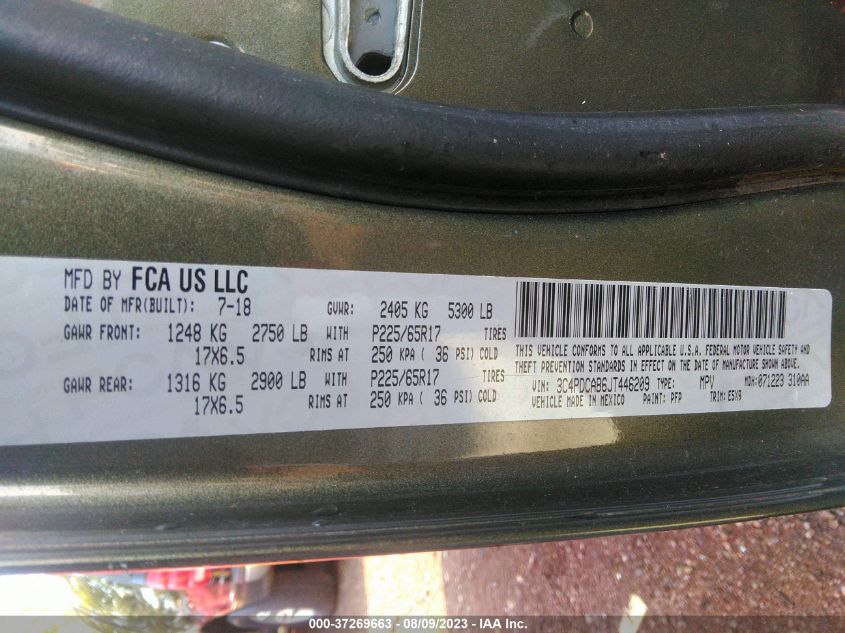 MFD BY FCA US LLC
DATE OF MFR(BUILT): 7-18 GVWR: 2405 KG 5300 LB
GAWR FRONT: 1248 KG 2750 LB WITH P225/65R17 TIRES
17X6.5 RIMS AT 250 KPA ( 36 PSI) COLD
GAWR REAR: 1316 KG 2900 LB WITH P225/65R17 TIRES
17X6.5 RIMS AT 250 KPA ( 36 PSI) COLD
THIS VEHICLE CONFORMS TO ALL APPLICABLE U.S.A. FEDERAL MOTOR VEHICLE SAFETY AND
THEFT PREVENTION STANDARDS IN EFFECT ON THE DATE OF MANUFACTURE SHOWN ABOVE.
VIN: 3C4PDCAB6JT446209 TYPE: MPV MDH:071223 310AA
VEHICLE MADE IN MEXICO PAINT: PFP TRIM: E5X9
000-37269663 - 08/09/2023 - IAA Inc.